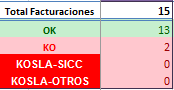 Total Facturaciones 15
OK 13
KO 2
KOSLA-SICC 0
KOSLA-OTROS 0